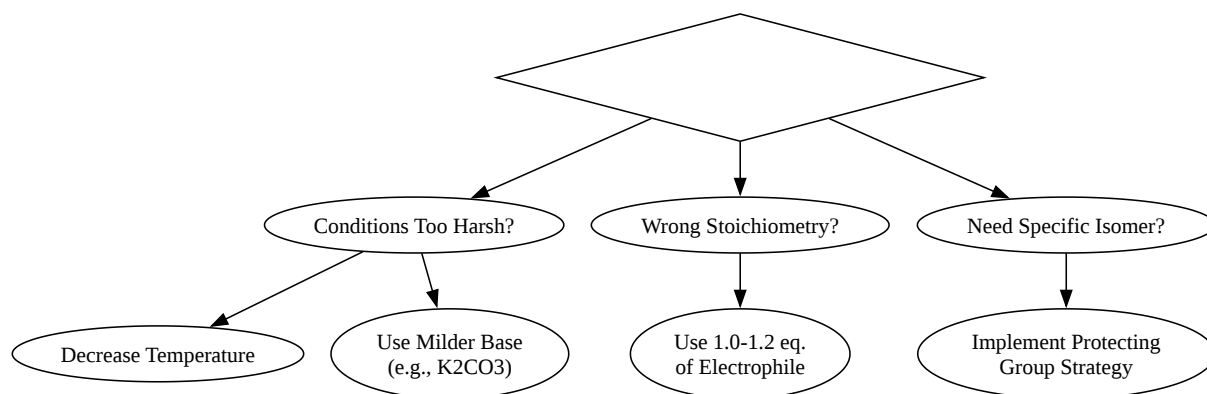 Conditions Too Harsh?
Wrong Stoichiometry?
Need Specific Isomer?
Decrease Temperature
Use Milder Base
(e.g., K2CO3)
Use 1.0-1.2 eq.
of Electrophile
Implement Protecting
Group Strategy